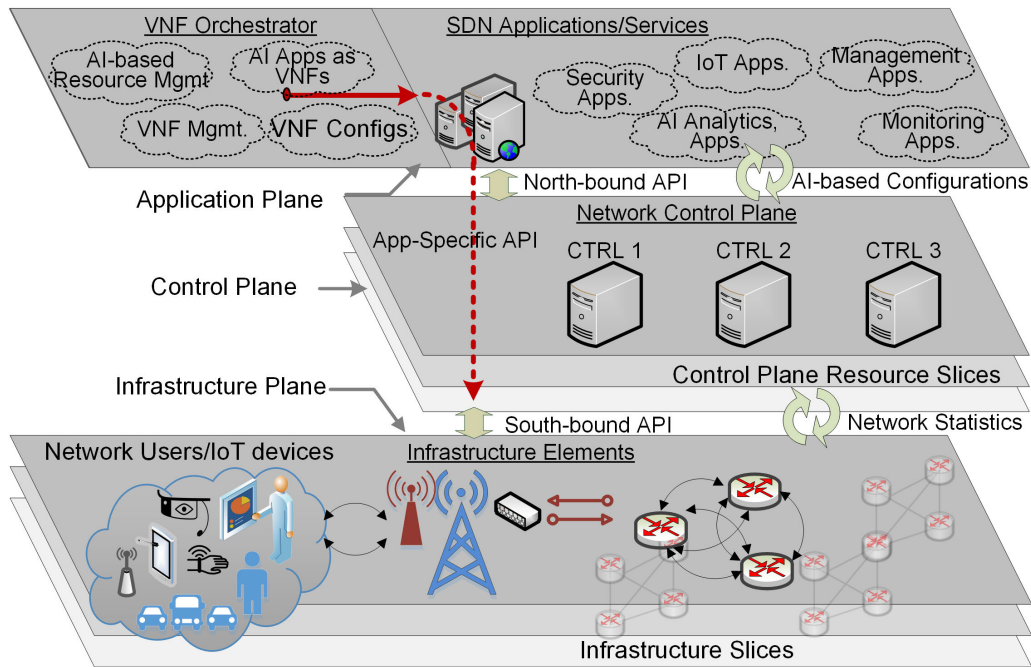 VNF Orchestrator
SDN Applications/Services
AI-based
Resource Mgmt
AI Apps as
VNFs
VNF Mgmt.
VNF Configs.
Security
Apps.
IoT Apps.
Management
Apps.
AI Analytics,
Apps.
Monitoring
Apps.
Application Plane
North-bound API
AI-based Configurations
Network Control Plane
App-Specific API
CTRL 1
CTRL 2
CTRL 3
Control Plane
Control Plane Resource Slices
Infrastructure Plane
South-bound API
Network Statistics
Network Users/IoT devices
Infrastructure Elements
Infrastructure Slices